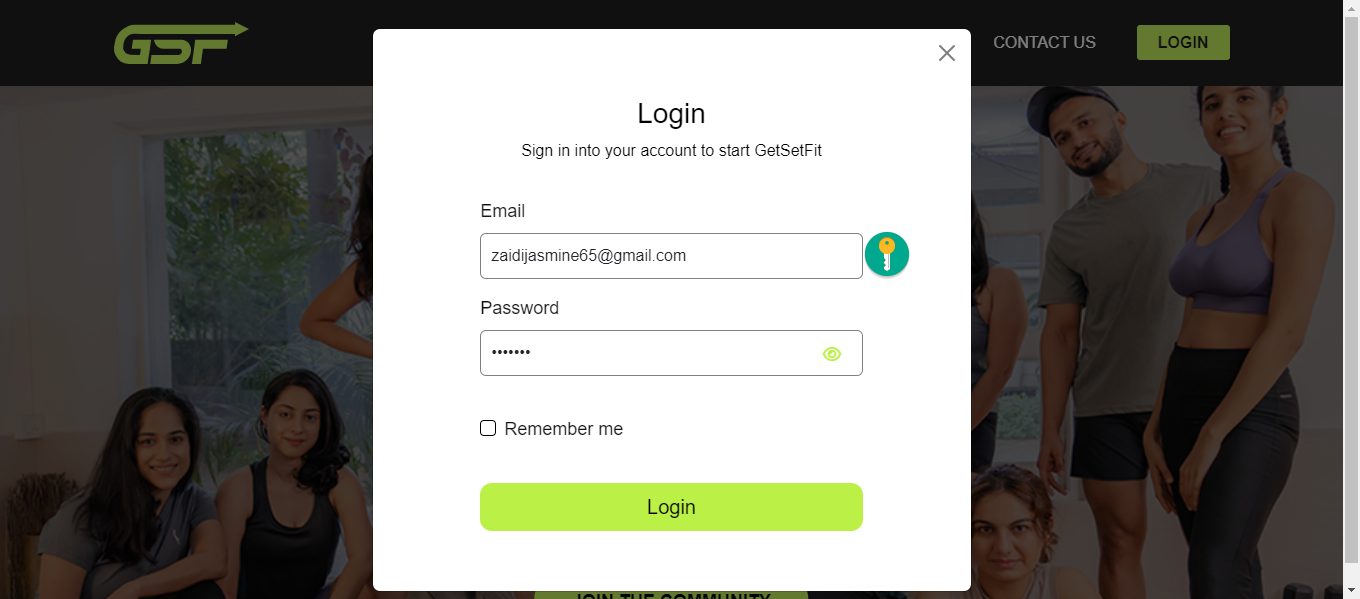 GSF
CONTACT US
LOGIN
Login
Sign in into your account to start GetSetFit
Email
zaidijasmine65@gmail.com
Password
•••••••
Remember me
Login
JOIN THE COMMUNITY